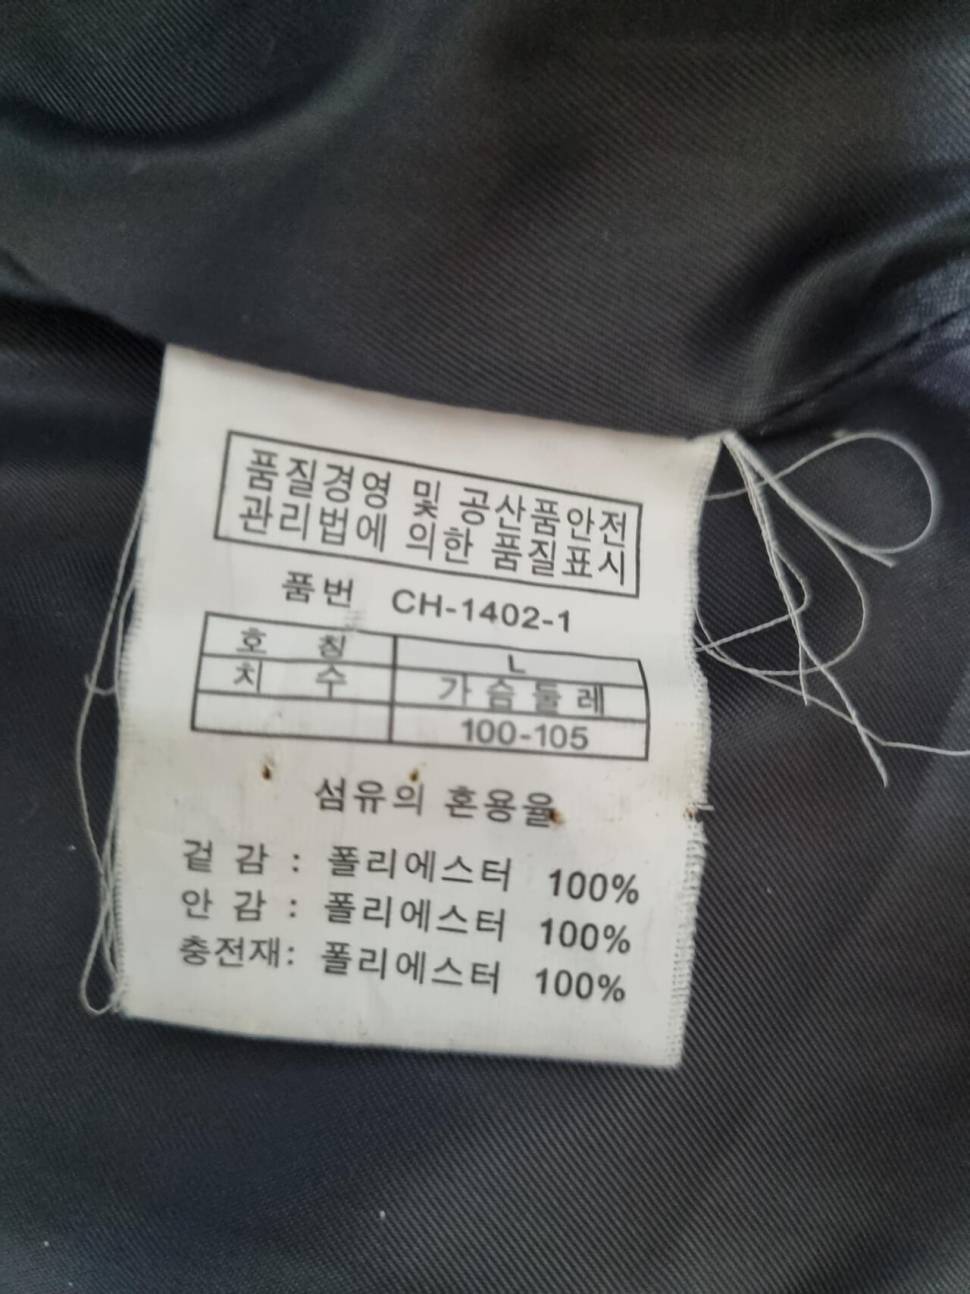 품질경영 및 공산품안전
관리법에 의한 품질표시
품번 CH-1402-1
호 칭 L
치 수 가슴둘레
100-105
섬유의 혼용율
겉 감 : 폴리에스터 100%
안 감 : 폴리에스터 100%
충전재: 폴리에스터 100%